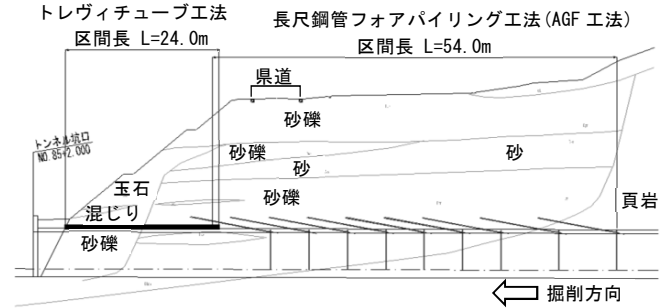 トレヴィチューブ工法
区間長 L=24.0m
長尺鋼管フォアパイリング工法(AGF 工法)
区間長 L=54.0m
県道
砂礫
トンネル坑口
NO.85+2.000
砂礫
砂
砂
玉石
混じり
砂礫
砂礫
頁岩
掘削方向